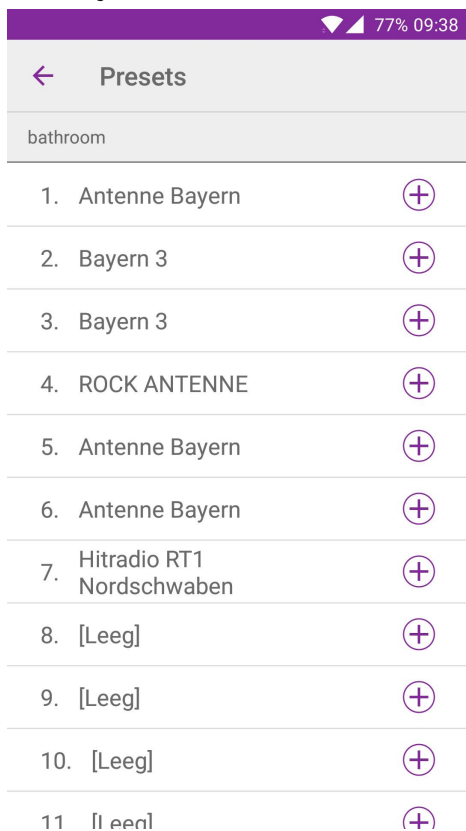 77% 09:38
Presets
bathroom
1. Antenne Bayern
2. Bayern 3
3. Bayern 3
4. ROCK ANTENNE
5. Antenne Bayern
6. Antenne Bayern
7. Hitradio RT1
Nordschwaben
8. [Leeg]
9. [Leeg]
10. [Leeg]
11 [Leeg]